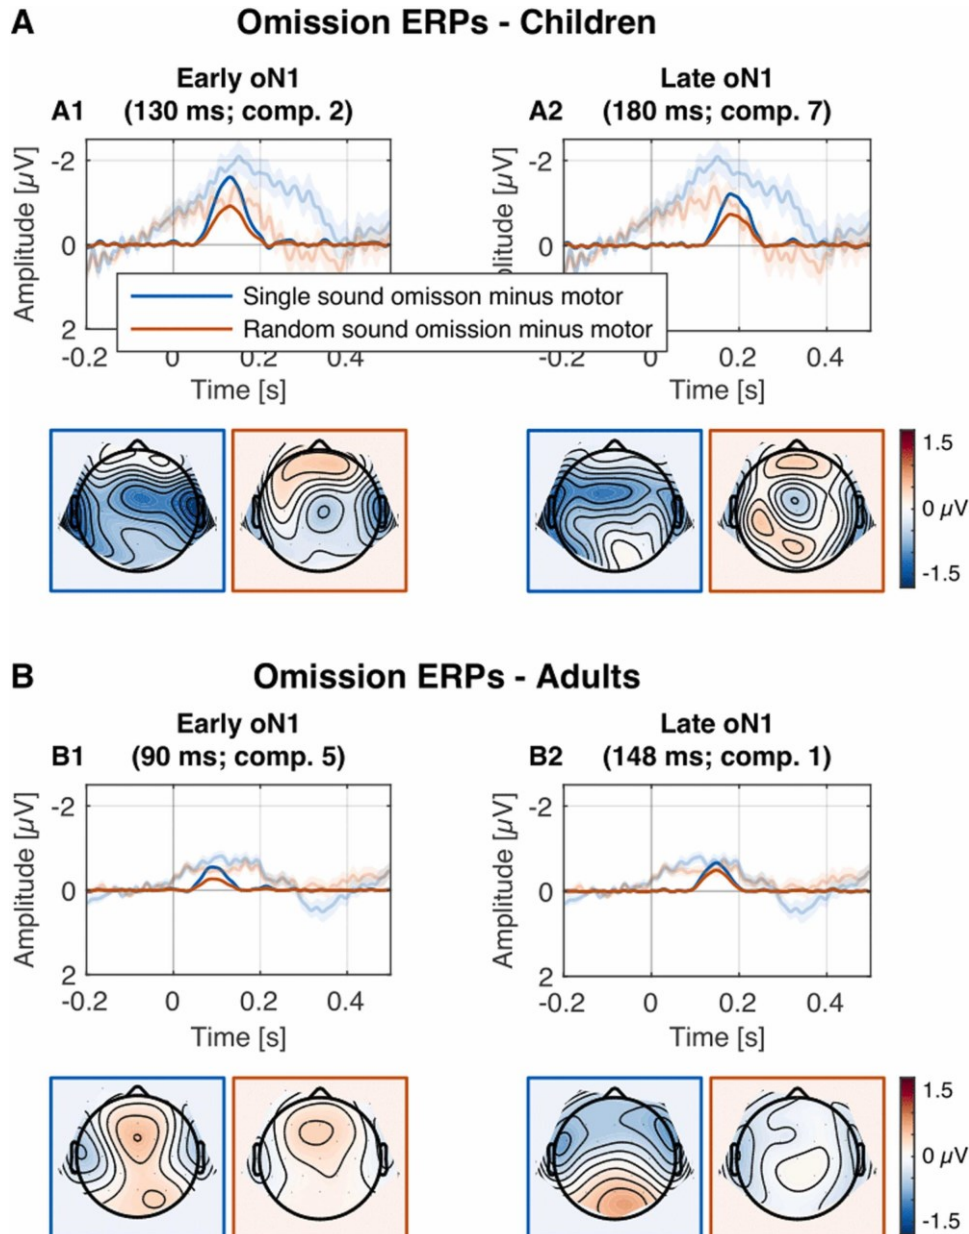 A Omission ERPs - Children
Early oN1
A1 (130 ms; comp. 2)
Late oN1
A2 (180 ms; comp. 7)
Amplitude [µV]
-2
0
2
-0.2 0 0.2 0.4
Time [s]
-2
0
-0.2 0 0.2 0.4
Time [s]
Single sound omisson minus motor
Random sound omission minus motor
1.5
0 µV
-1.5
B Omission ERPs - Adults
Early oN1
B1 (90 ms; comp. 5)
Late oN1
B2 (148 ms; comp. 1)
Amplitude [µV]
-2
0
2
-0.2 0 0.2 0.4
Time [s]
Amplitude [µV]
-2
0
2
-0.2 0 0.2 0.4
Time [s]
1.5
0 µV
-1.5